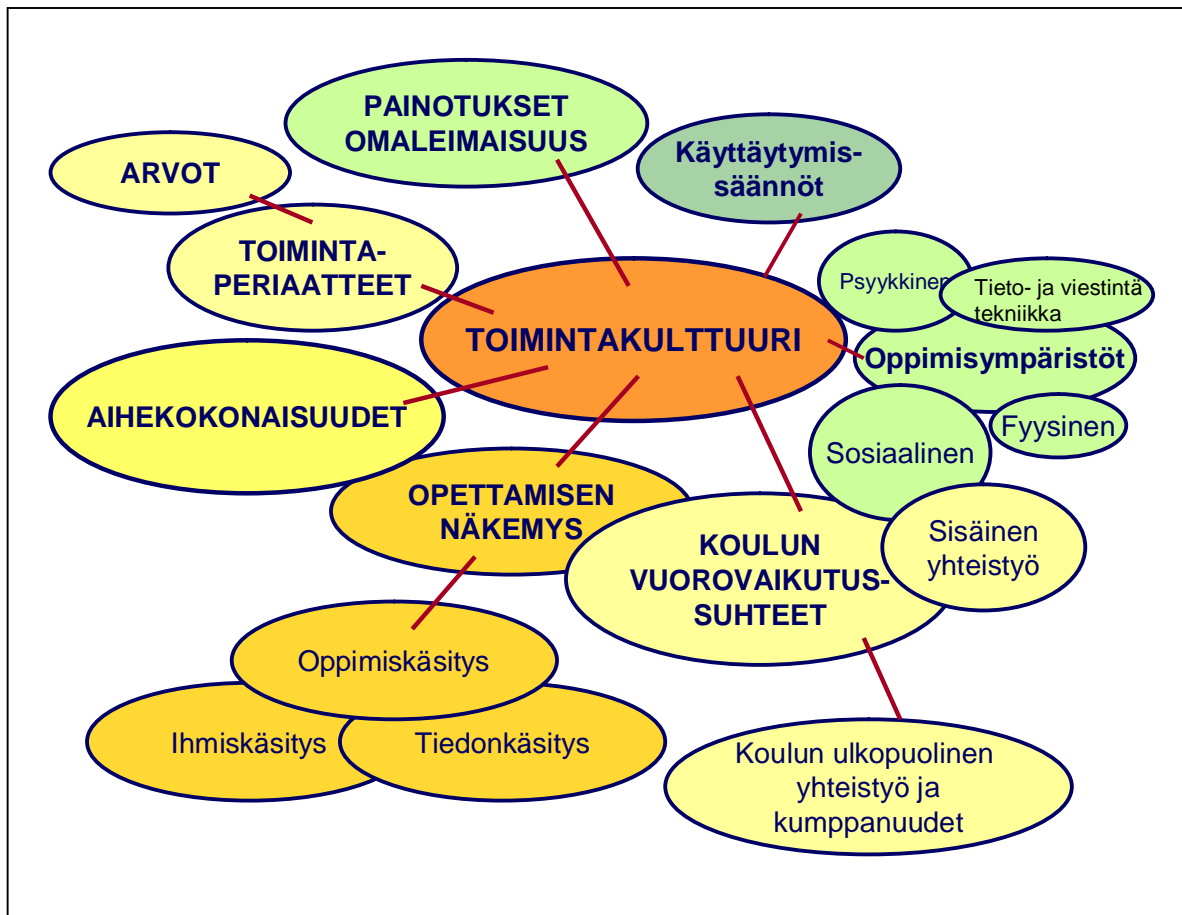 PAINOTUKSET
OMALEIMAISUUS
Käyttäytymis-
säännöt
ARVOT
TOIMINTA-
PERIAATTEET
Psyykkinen
Tieto- ja viestintä
tekniikka
TOIMINTAKULTTUURI
Oppimisympäristöt
AIHEKOKONAISUUDET
Fyysinen
Sosiaalinen
OPETTAMISEN
NÄKEMYS
KOULUN
VUOROVAIKUTUS-
SUHTEET
Sisäinen
yhteistyö
Oppimiskäsitys
Ihmiskäsitys
Tiedonkäsitys
Koulun ulkopuolinen
yhteistyö ja
kumppanuudet